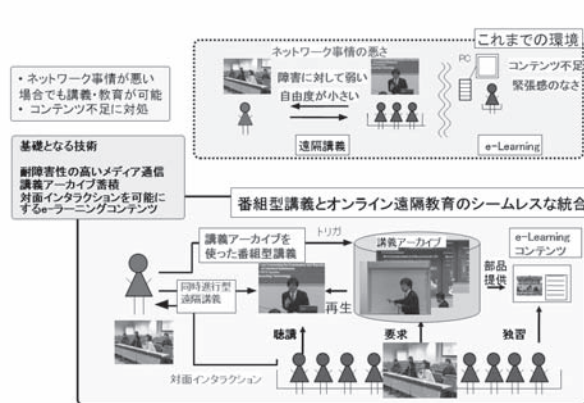 これまでの環境
・ネットワーク事情が悪い
場合でも講義・教育が可能
・コンテンツ不足に対処
ネットワーク事情の悪さ
障害に対して弱い
自由度が小さい
遠隔講義
PC
コンテンツ不足
緊張感のなさ
e-Learning
基礎となる技術
耐障害性の高いメディア通信
講義アーカイブ蓄積
対面インタラクションを可能に
するe-ラーニングコンテンツ
番組型講義とオンライン遠隔教育のシームレスな統合
講義アーカイブを
使った番組型講義
トリガ
講義アーカイブ
e-Learning
コンテンツ
同時進行型
遠隔講義
再生
部品
提供
聴講
要求
独習
対面インタラクション